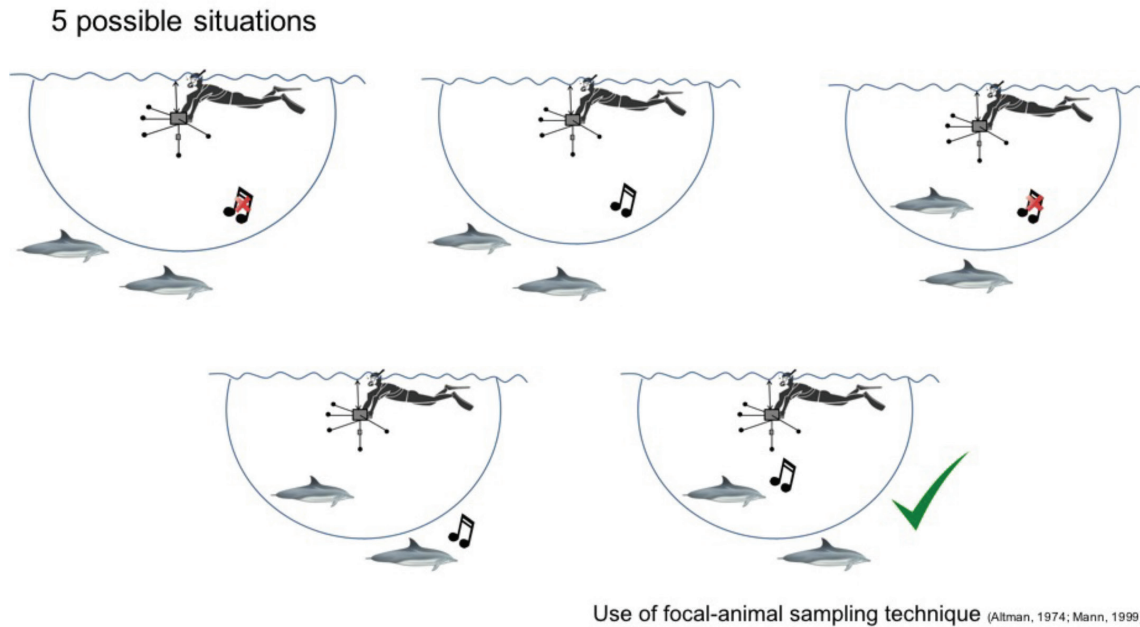 5 possible situations
Use of focal-animal sampling technique (Altman, 1974; Mann, 1999